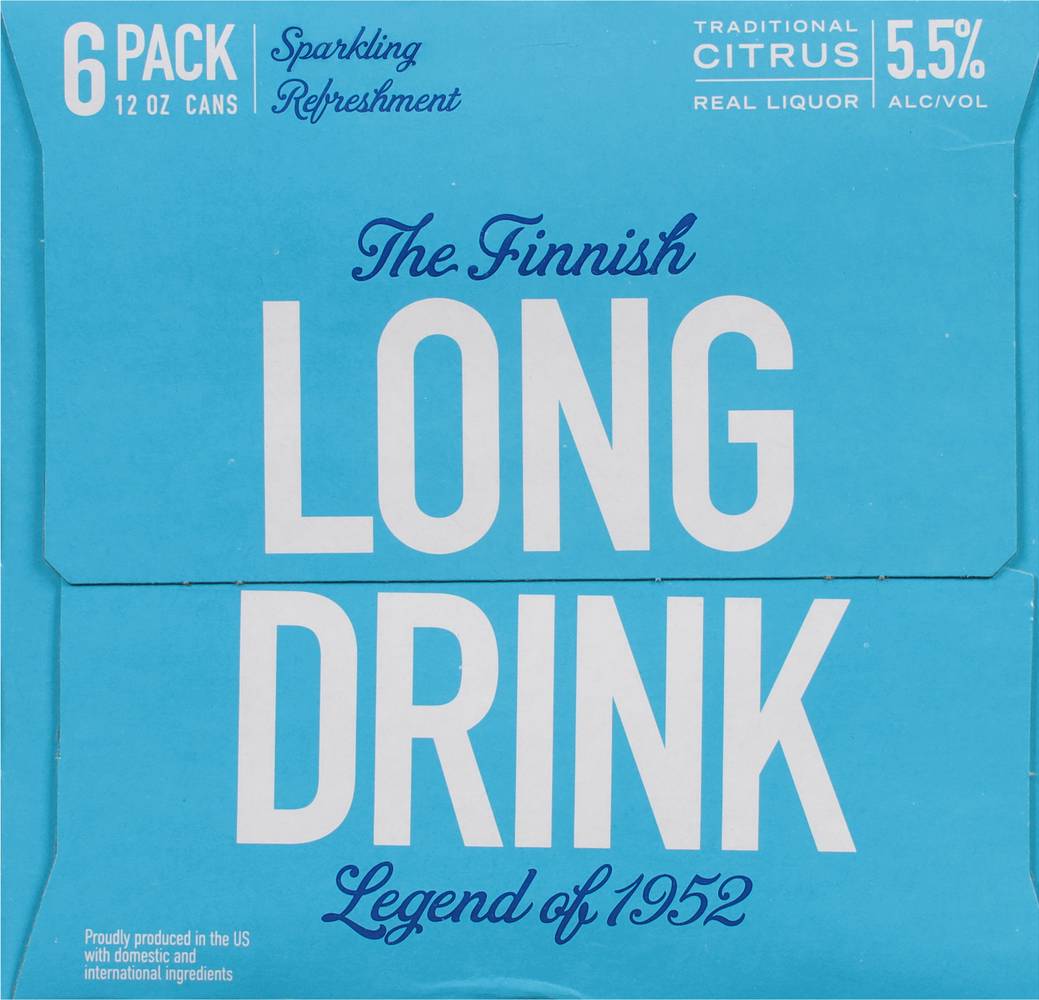 6 PACK
12 OZ CANS
Sparkling
Refreshment
TRADITIONAL
CITRUS
REAL LIQUOR
5.5%
ALC/VOL
The Finnish
LONG
DRINK
Legend of 1952
Proudly produced in the US
with domestic and
international ingredients